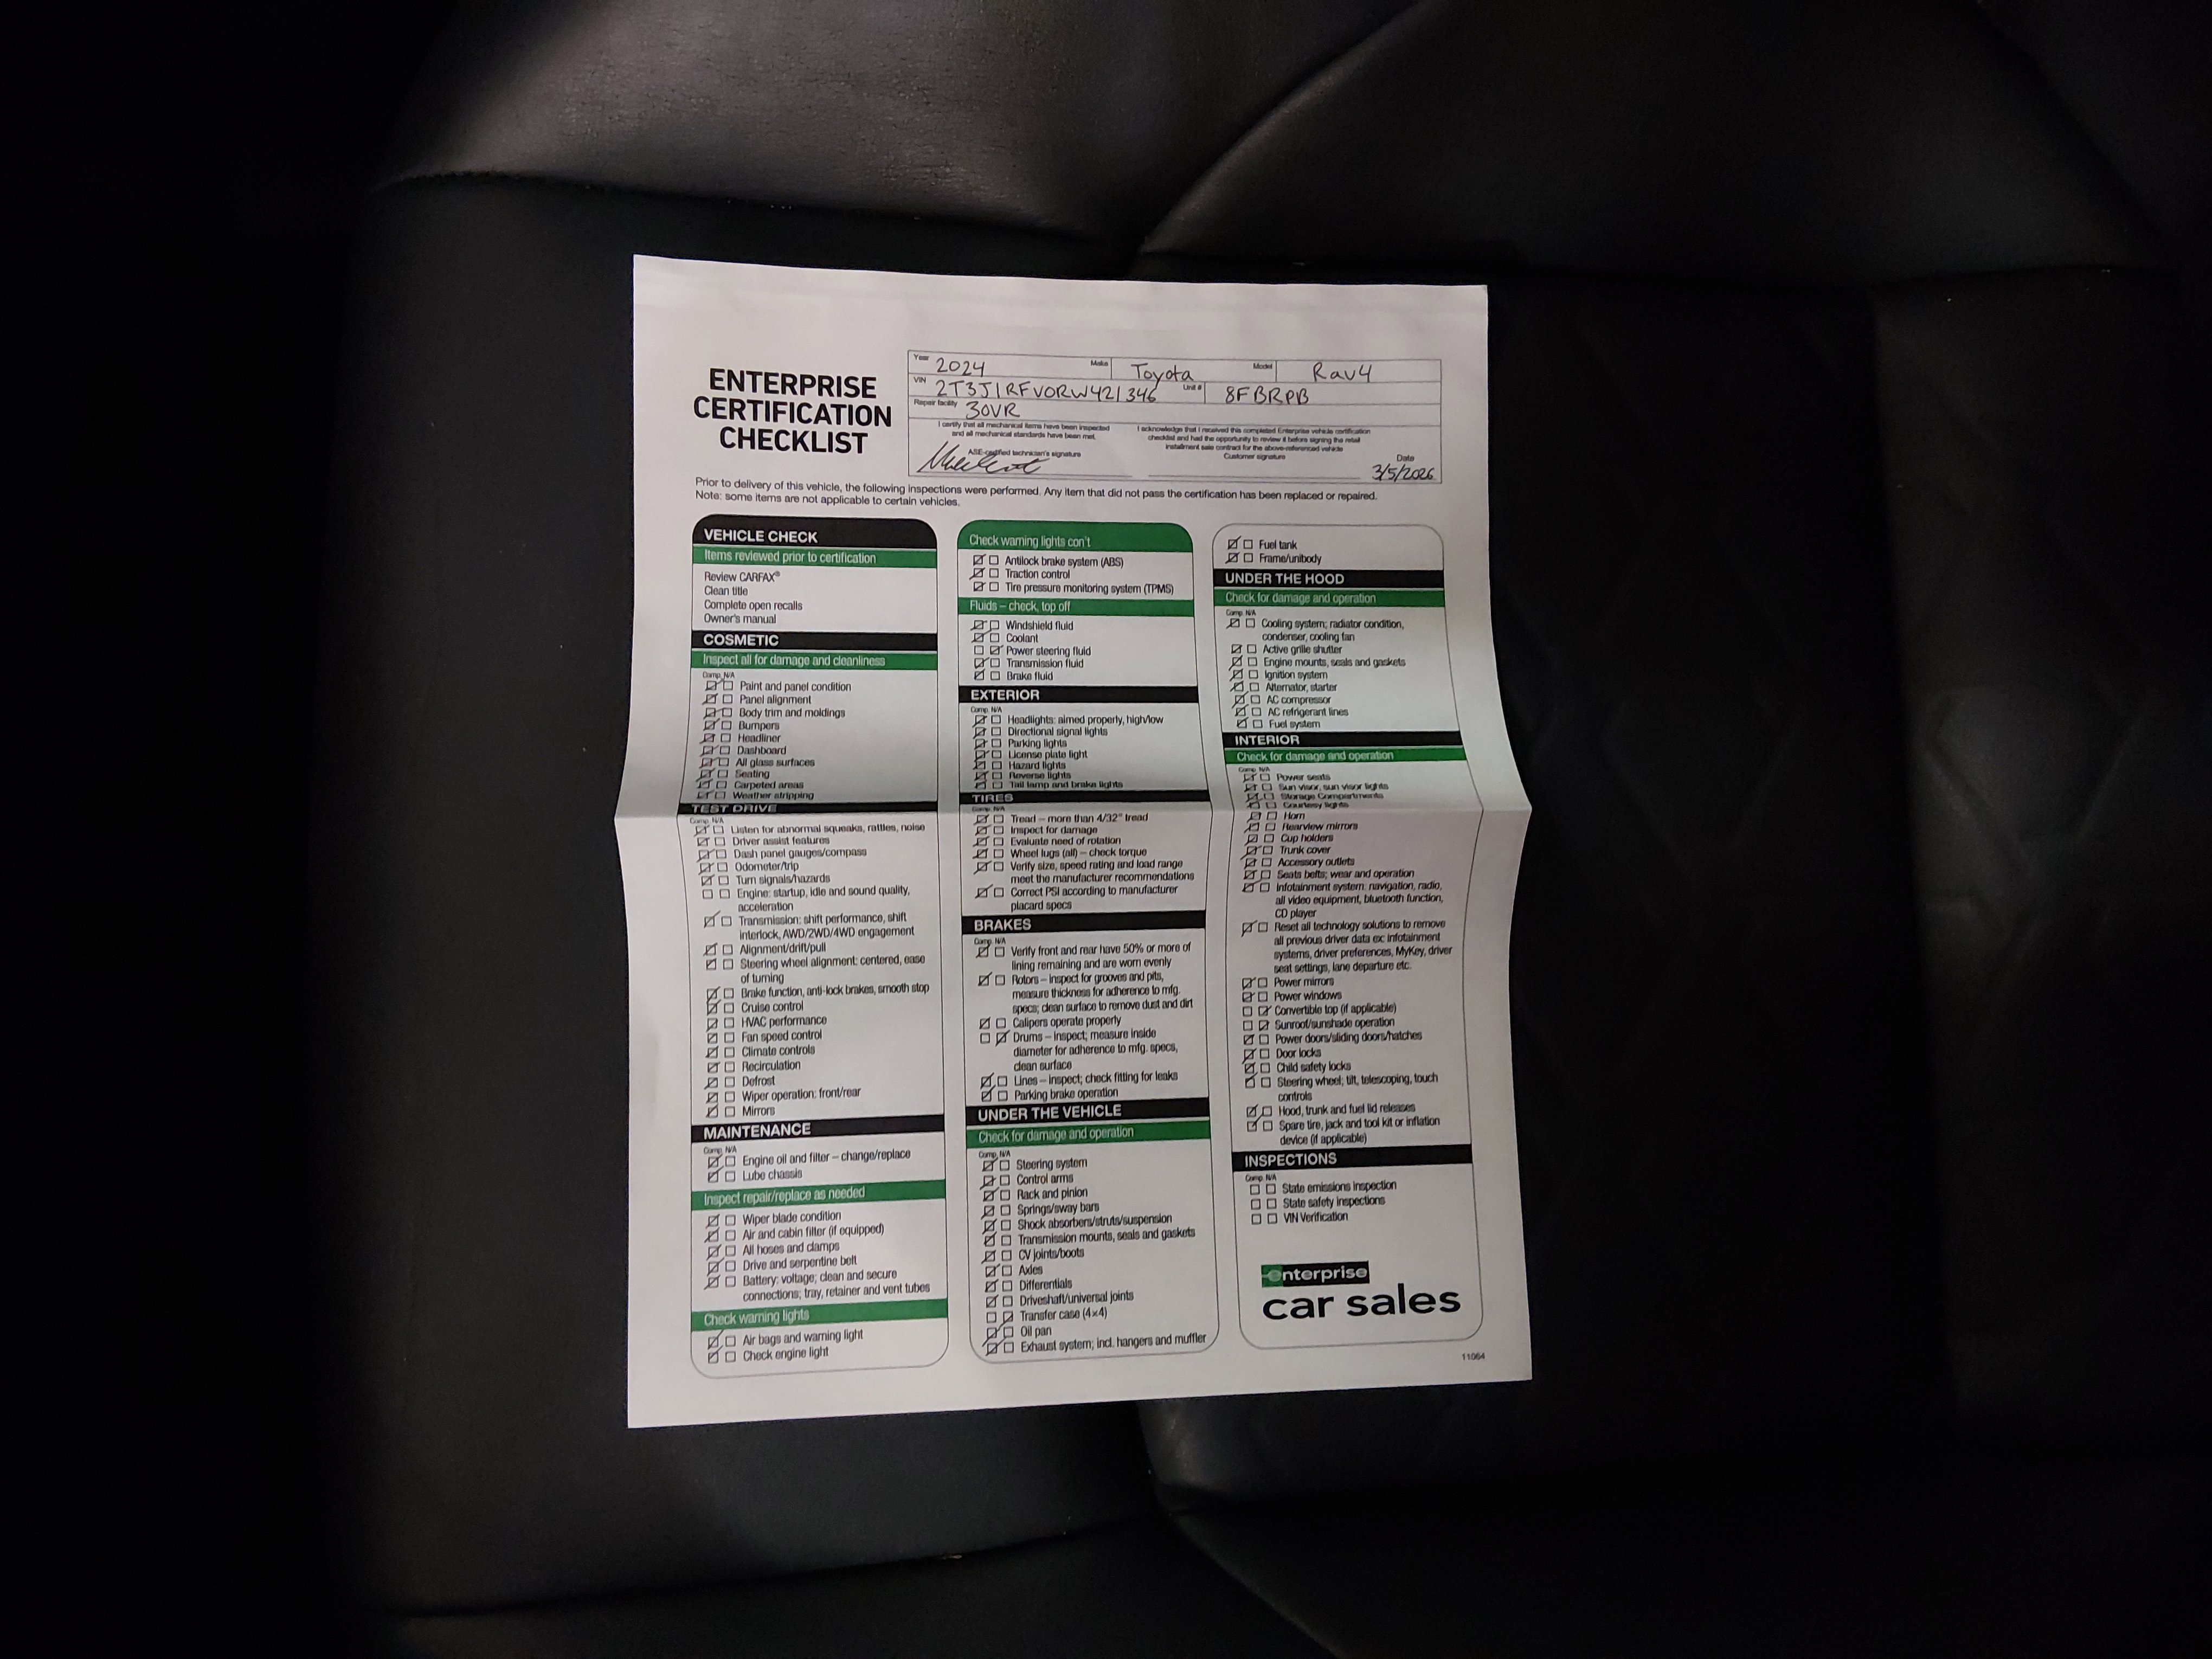 ENTERPRISE
CERTIFICATION
CHECKLIST
Year 2024 Make Toyota Model Rav4
VIN 2T3J1RFV0RW421346 Unit # 8FBRPB
Repair facility 30VR
I certify that all mechanical items have been inspected
and all mechanical standards have been met.
ASE-certified technician's signature
I acknowledge that I received this completed Enterprise vehicle certification
checklist and had the opportunity to review it before signing the retail
installment sale contract for the above-referenced vehicle
Customer signature
Date
3/5/2026
Prior to delivery of this vehicle, the following inspections were performed. Any item that did not pass the certification has been replaced or repaired.
Note: some items are not applicable to certain vehicles.
VEHICLE CHECK
Items reviewed prior to certification
Review CARFAX®
Clean title
Complete open recalls
Owner's manual
COSMETIC
Inspect all for damage and cleanliness
Comp. N/A
Paint and panel condition
Panel alignment
Body trim and moldings
Bumpers
Headliner
Dashboard
All glass surfaces
Seating
Carpeted areas
Weather stripping
TEST DRIVE
Comp. N/A
Listen for abnormal squeaks, rattles, noise
Driver assist features
Dash panel gauges/compass
Odometer/trip
Turn signals/hazards
Engine: startup, idle and sound quality,
acceleration
Transmission: shift performance, shift
interlock, AWD/2WD/4WD engagement
Alignment/drift/pull
Steering wheel alignment: centered, ease
of turning
Brake function, anti-lock brakes, smooth stop
Cruise control
HVAC performance
Fan speed control
Climate controls
Recirculation
Defrost
Wiper operation: front/rear
Mirrors
MAINTENANCE
Comp. N/A
Engine oil and filter – change/replace
Lube chassis
Inspect repair/replace as needed
Wiper blade condition
Air and cabin filter (if equipped)
All hoses and clamps
Drive and serpentine belt
Battery: voltage; clean and secure
connections; tray, retainer and vent tubes
Check warning lights
Air bags and warning light
Check engine light
Check warning lights con't
Antilock brake system (ABS)
Traction control
Tire pressure monitoring system (TPMS)
Fluids – check, top off
Windshield fluid
Coolant
Power steering fluid
Transmission fluid
Brake fluid
EXTERIOR
Comp. N/A
Headlights: aimed properly, high/low
Directional signal lights
Parking lights
License plate light
Hazard lights
Reverse lights
Tail lamp and brake lights
TIRES
Comp. N/A
Tread – more than 4/32" tread
Inspect for damage
Evaluate need of rotation
Wheel lugs (all) – check torque
Verify size, speed rating and load range
meet the manufacturer recommendations
Correct PSI according to manufacturer
placard specs
BRAKES
Comp. N/A
Verify front and rear have 50% or more of
lining remaining and are worn evenly
Rotors – inspect for grooves and pits,
measure thickness for adherence to mfg.
specs; clean surface to remove dust and dirt
Calipers operate properly
Drums – inspect; measure inside
diameter for adherence to mfg. specs,
clean surface
Lines – inspect; check fitting for leaks
Parking brake operation
UNDER THE VEHICLE
Check for damage and operation
Comp. N/A
Steering system
Control arms
Rack and pinion
Springs/sway bars
Shock absorbers/struts/suspension
Transmission mounts, seals and gaskets
CV joints/boots
Axles
Differentials
Driveshaft/universal joints
Transfer case (4×4)
Oil pan
Exhaust system; incl. hangers and muffler
Fuel tank
Frame/unibody
UNDER THE HOOD
Check for damage and operation
Comp. N/A
Cooling system; radiator condition,
condenser, cooling fan
Active grille shutter
Engine mounts, seals and gaskets
Ignition system
Alternator, starter
AC compressor
AC refrigerant lines
Fuel system
INTERIOR
Check for damage and operation
Comp. N/A
Power seats
Sun visor, sun visor lights
Storage Compartments
Courtesy lights
Horn
Rearview mirrors
Cup holders
Trunk cover
Accessory outlets
Seats belts; wear and operation
Infotainment system: navigation, radio,
all video equipment, bluetooth function,
CD player
Reset all technology solutions to remove
all previous driver data ex: infotainment
systems, driver preferences, MyKey, driver
seat settings, lane departure etc.
Power mirrors
Power windows
Convertible top (if applicable)
Sunroof/sunshade operation
Power doors/sliding doors/hatches
Door locks
Child safety locks
Steering wheel; tilt, telescoping, touch
controls
Hood, trunk and fuel lid releases
Spare tire, jack and tool kit or inflation
device (if applicable)
INSPECTIONS
Comp. N/A
State emissions inspection
State safety inspections
VIN Verification
enterprise
car sales
11064